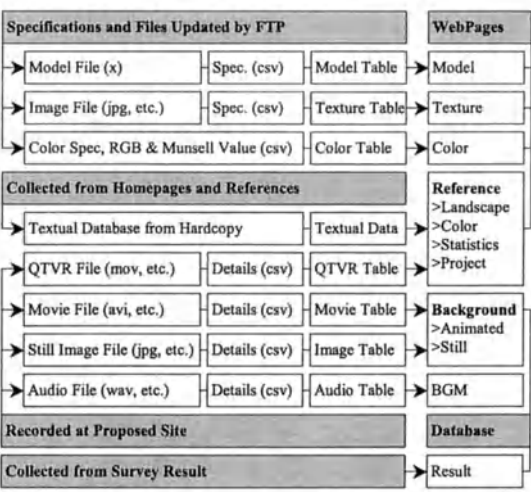 Specifications and Files Updated by FTP
WebPages
Model File (x)
Spec. (csv)
Model Table
Model
Image File (jpg, etc.)
Spec. (csv)
Texture Table
Texture
Color Spec, RGB & Munsell Value (csv)
Color Table
Color
Collected from Homepages and References
Reference
>Landscape
>Color
>Statistics
>Project
Textual Database from Hardcopy
Textual Data
QTVR File (mov, etc.)
Details (csv)
QTVR Table
Movie File (avi, etc.)
Details (csv)
Movie Table
Background
>Animated
>Still
Still Image File (jpg, etc.)
Details (csv)
Image Table
Audio File (wav, etc.)
Details (csv)
Audio Table
BGM
Recorded at Proposed Site
Database
Collected from Survey Result
Result